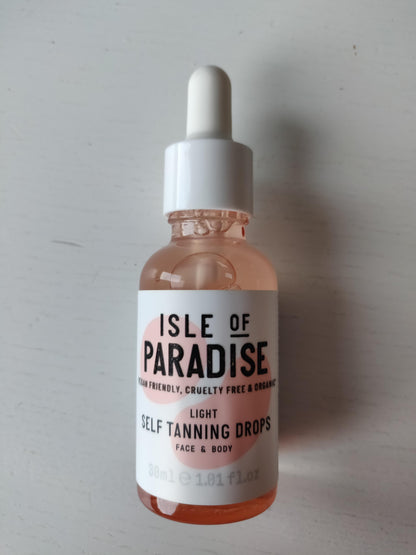 ISLE OF
PARADISE
VEGAN FRIENDLY, CRUELTY FREE & ORGANIC
LIGHT
SELF TANNING DROPS
FACE & BODY
30ml e 1.01 fl.oz